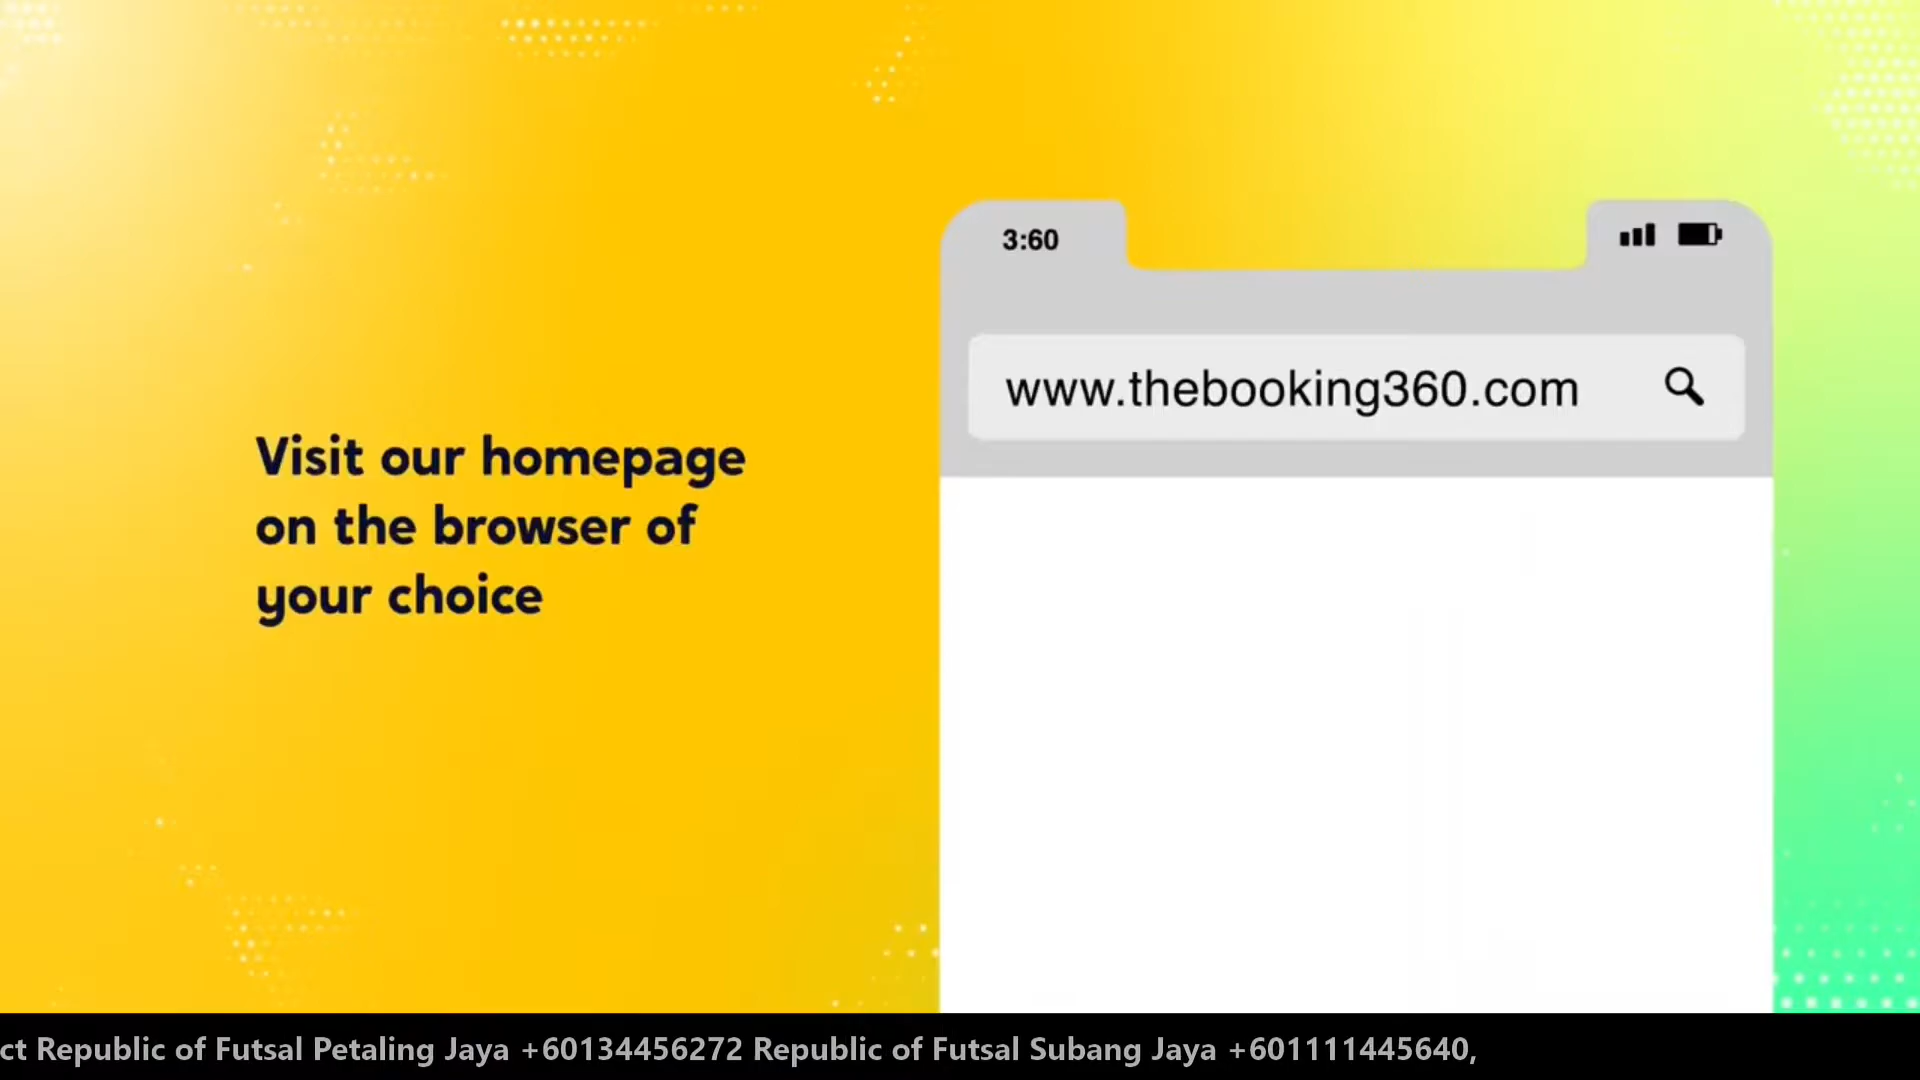 3:60
www.thebooking360.com
Visit our homepage
on the browser of
your choice
ct Republic of Futsal Petaling Jaya +60134456272 Republic of Futsal Subang Jaya +601111445640,